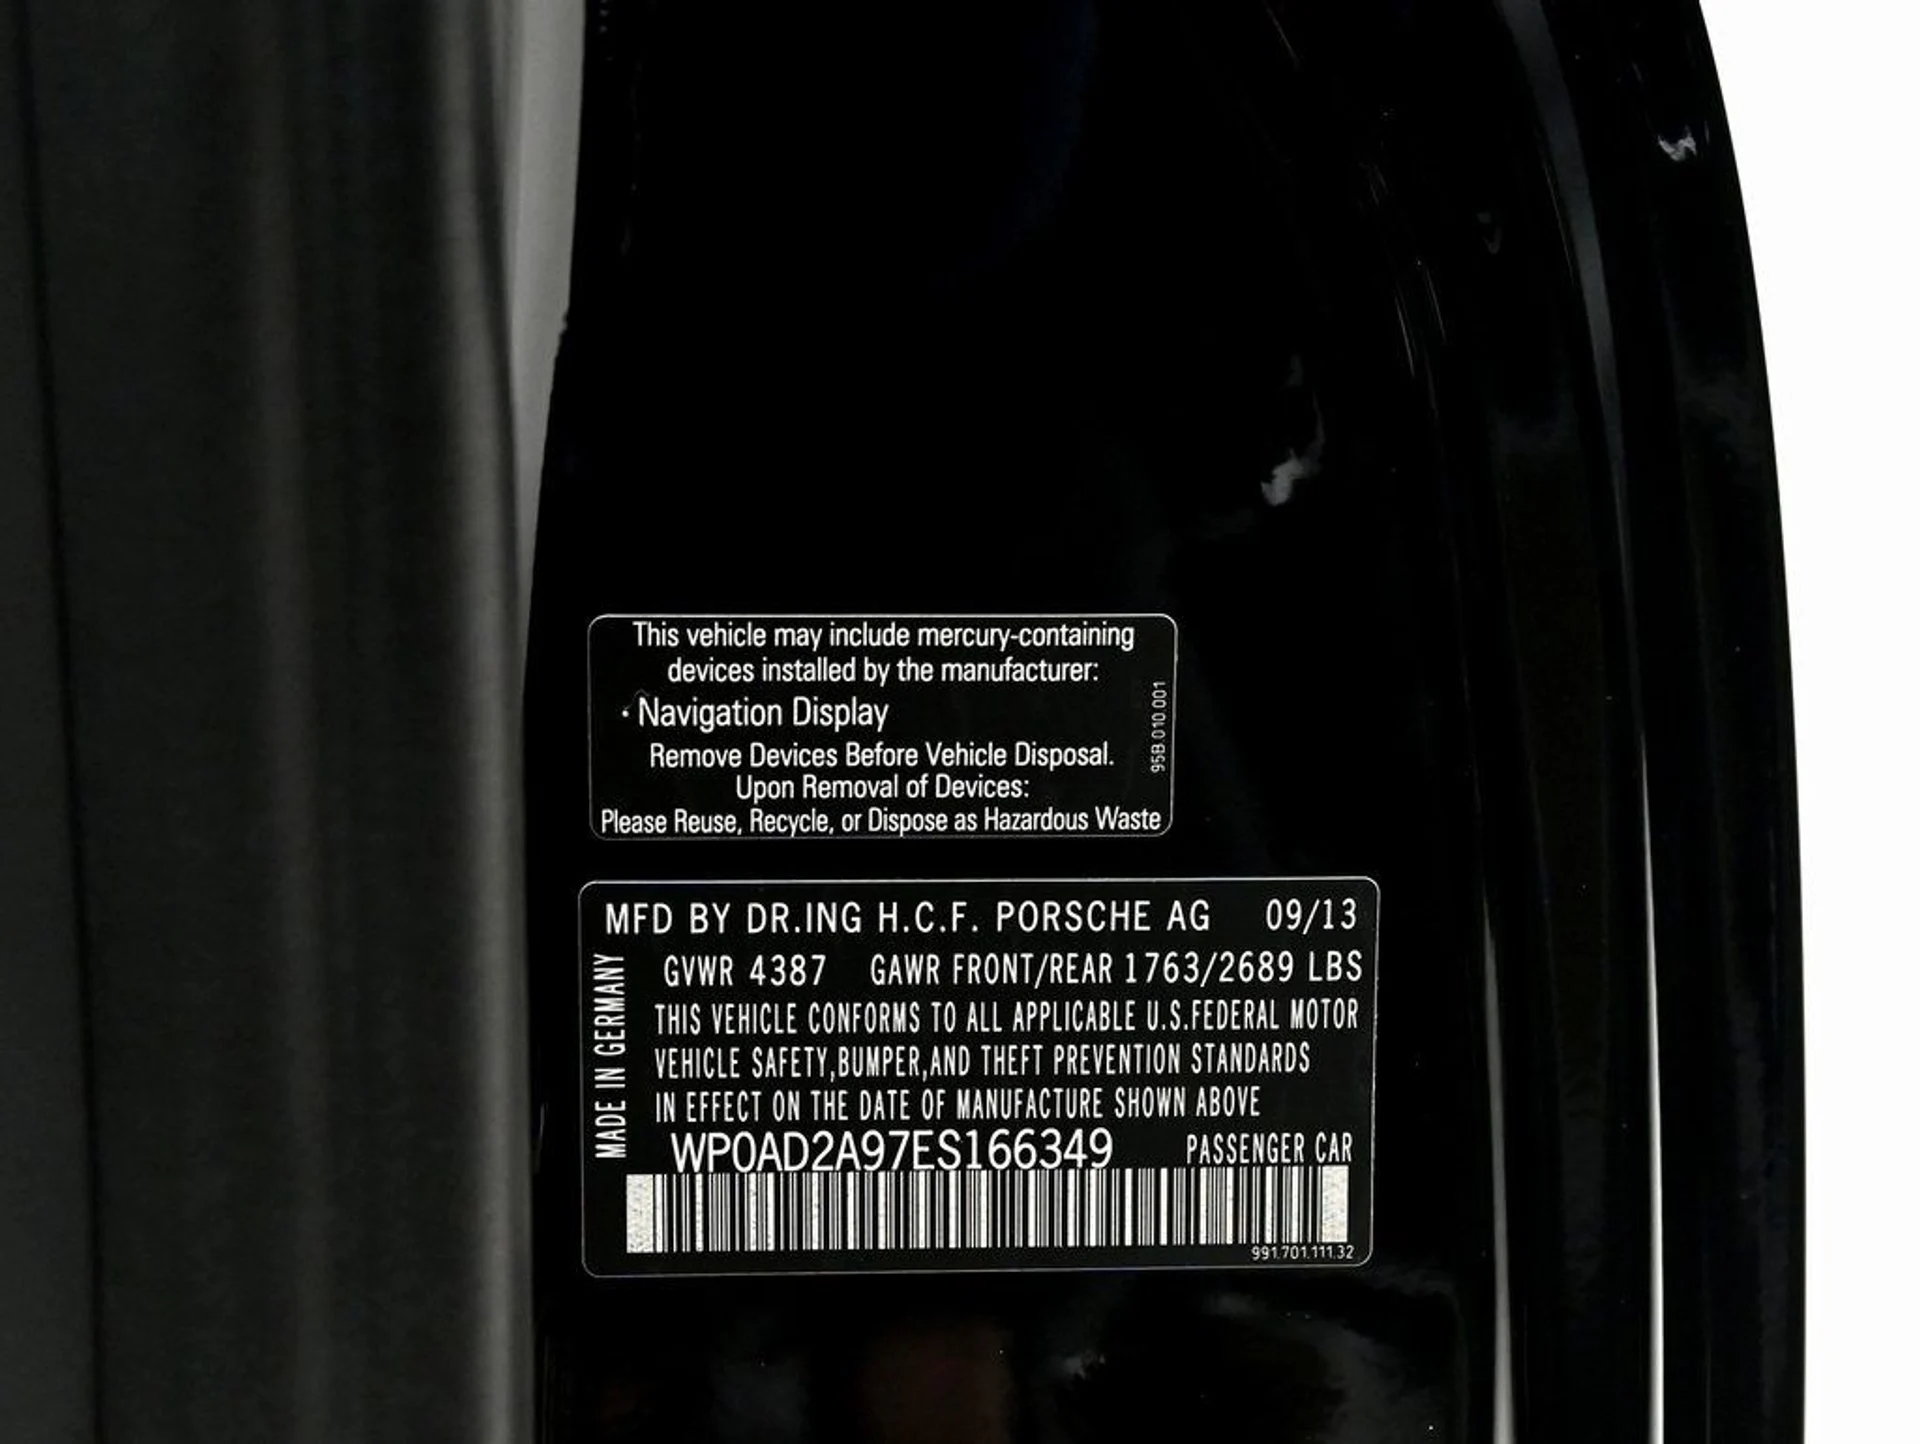 This vehicle may include mercury-containing
devices installed by the manufacturer:
· Navigation Display
Remove Devices Before Vehicle Disposal.
Upon Removal of Devices:
Please Reuse, Recycle, or Dispose as Hazardous Waste
95B.010.001
MFD BY DR.ING H.C.F. PORSCHE AG 09/13
GVWR 4387 GAWR FRONT/REAR 1763/2689 LBS
THIS VEHICLE CONFORMS TO ALL APPLICABLE U.S.FEDERAL MOTOR
VEHICLE SAFETY,BUMPER,AND THEFT PREVENTION STANDARDS
IN EFFECT ON THE DATE OF MANUFACTURE SHOWN ABOVE
MADE IN GERMANY
WP0AD2A97ES166349 PASSENGER CAR
991.701.111.32